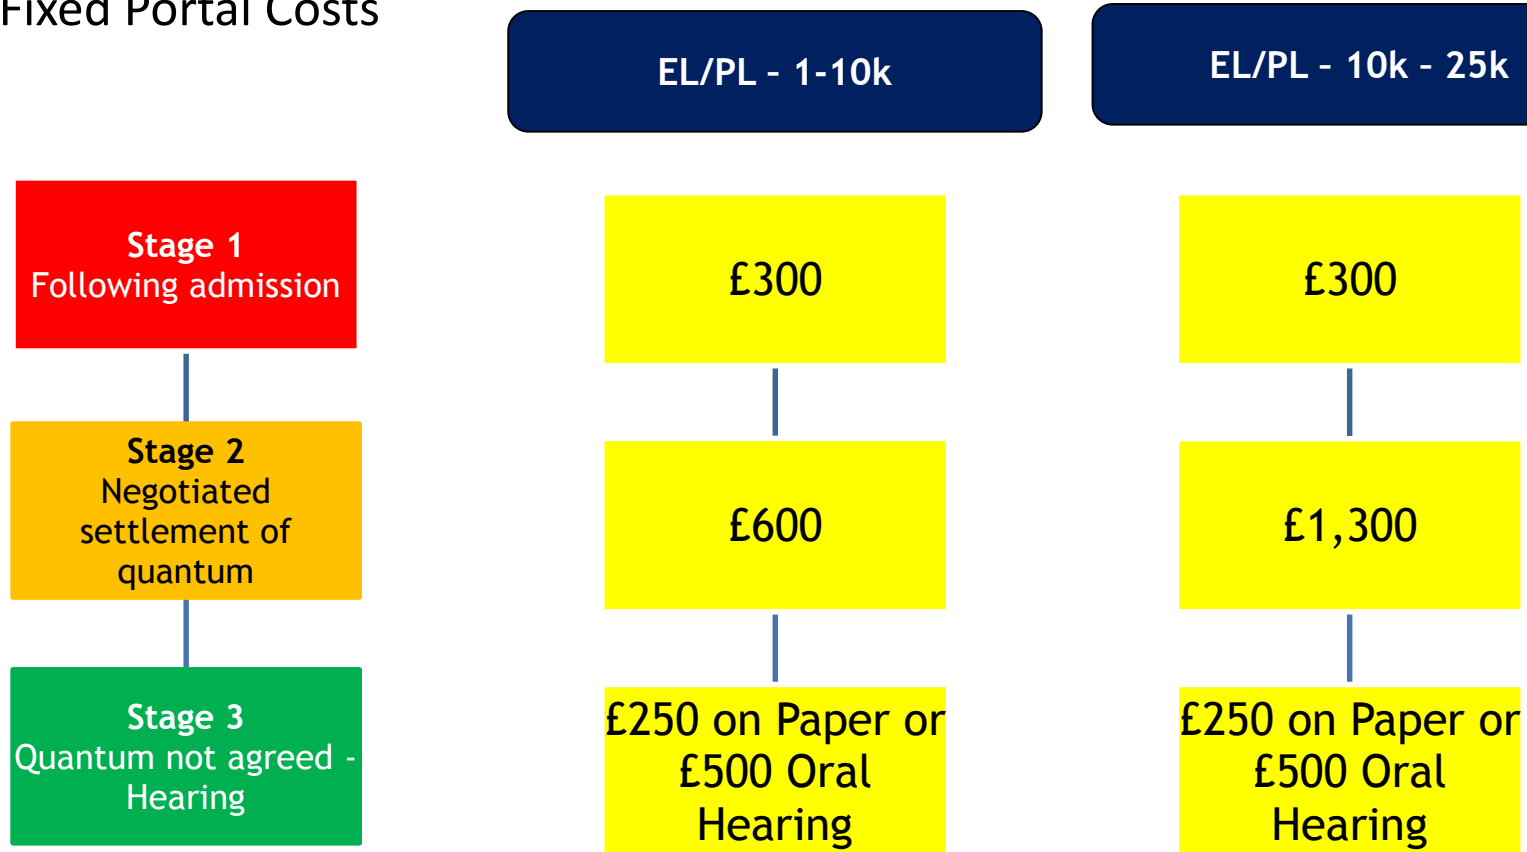 Fixed Portal Costs
EL/PL – 1-10k
EL/PL – 10k – 25k
Stage 1
Following admission
£300
£300
Stage 2
Negotiated
settlement of
quantum
£600
£1,300
Stage 3
Quantum not agreed -
Hearing
£250 on Paper or
£500 Oral
Hearing
£250 on Paper or
£500 Oral
Hearing